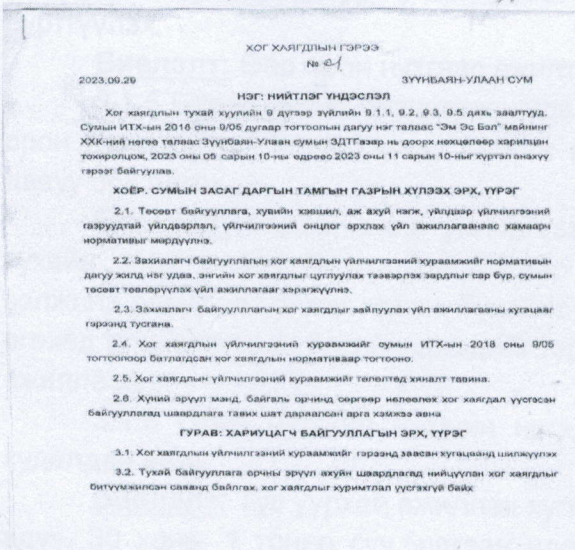 ХОГ ХАЯГДЛЫН ГЭРЭЭ
№ 01
2023.09.29 ЗҮҮНБАЯН-УЛААН СУМ
НЭГ: НИЙТЛЭГ ҮНДЭСЛЭЛ
Хог хаягдлын тухай хуулийн 9 дүгээр зүйлийн 9.1.1, 9.2, 9.3, 9.5 дахь заалтууд,
Сумын ИТХ-ын 2018 оны 9/05 дугаар тогтоолын дагуу нэг талаас "Эм Эс Бэл" майнинг
ХХК-ний нөгөө талаас Зүүнбаян-Улаан сумын ЗДТГазар нь доорх нөхцөлөөр харилцан
тохиролцож, 2023 оны 05 сарын 10-ны өдрөөс 2023 оны 11 сарын 10-ныг хүртэл энэхүү
гэрээг байгуулав.
ХОЁР. СУМЫН ЗАСАГ ДАРГЫН ТАМГЫН ГАЗРЫН ХҮЛЭЭХ ЭРХ, ҮҮРЭГ
2.1. Төсөвт байгууллага, хувийн хэвшил, аж ахуй нэгж, үйлдвэр үйлчилгээний
газруудтай үйлдвэрлэл, үйлчилгээний онцлог эрхлэх үйл ажиллагаанаас хамаарч
нормативыг мөрдүүлнэ.
2.2. Захиалагч байгууллагын хог хаягдлын үйлчилгээний хураамжийг нормативын
дагуу жилд нэг удаа, энгийн хог хаягдлыг цуглуулах тээвэрлэх зардлыг сар бүр, сумын
төсөвт төвлөрүүлэх үйл ажиллагааг хэрэгжүүлнэ.
2.3. Захиалагч байгуулллагын хог хаягдлыг зайлуулах үйл ажиллагааны хугацааг
гэрээнд тусгана.
2.4. Хог хаягдлын үйлчилгээний хураамжийг сумын ИТХ-ын 2018 оны 9/05
тогтоолоор батлагдсан хог хаягдлын нормативаар тогтооно.
2.5. Хог хаягдлын үйлчилгээний хураамжийг төлөлтөд хяналт тавина.
2.6. Хүний эрүүл мэнд, байгаль орчинд сөргөөр нөлөөлөх хог хаягдал үүсгэсэн
байгууллагад шаардлага тавих шат дараалсан арга хэмжээ авна
ГУРАВ: ХАРИУЦАГЧ БАЙГУУЛЛАГЫН ЭРХ, ҮҮРЭГ
3.1. Хог хаягдлын үйлчилгээний хураамжийг гэрээнд заасан хугацаанд шилжүүлэх
3.2. Тухай байгууллага орчны эрүүл ахуйн шаардлагад нийцүүлэн хог хаягдлыг
битүүмжилсэн саванд байлгах, хог хаягдлыг хуримтлал үүсгэхгүй байх